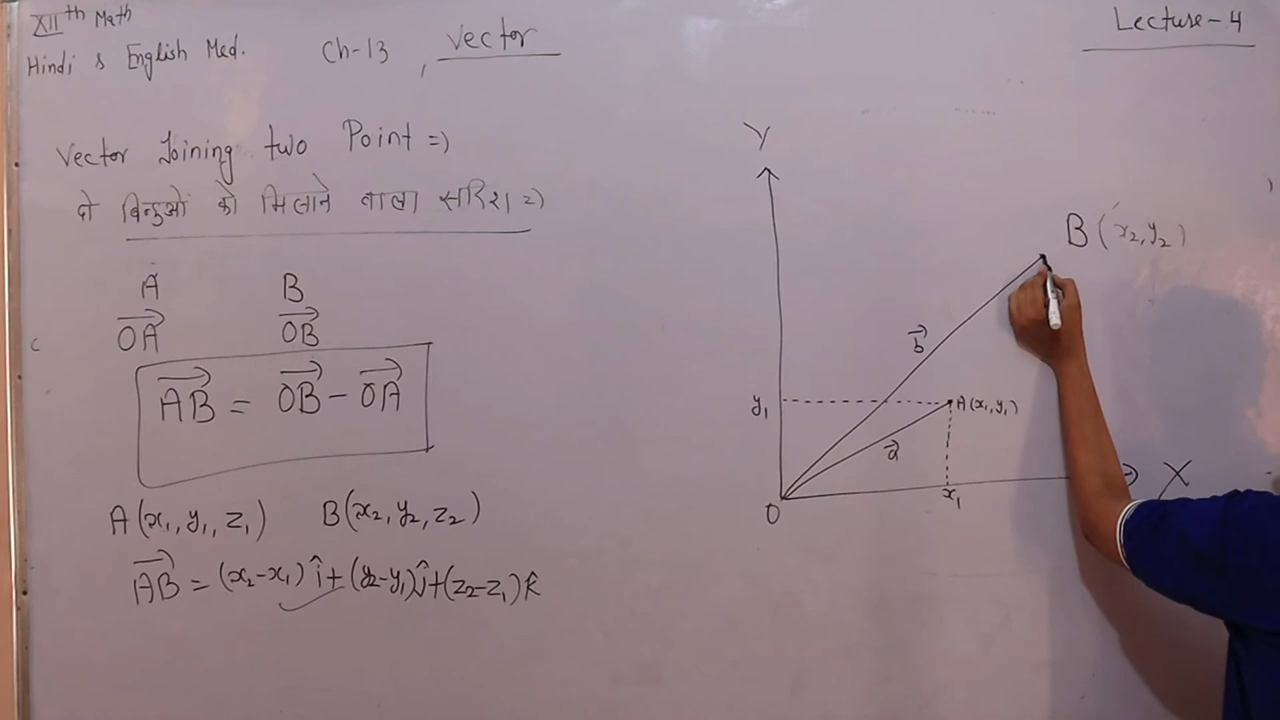 XII th Math
Hindi & English Med.
Ch-13, Vector
Lecture-4
Vector Joining two Point =)
दो बिन्दुओं को मिलाने वाला सदिश =)
A B
OA OB
AB = OB - OA
A(x₁, y₁, z₁) B(x₂, y₂, z₂)
AB = (x₂-x₁)î + (y₂-y₁)ĵ + (z₂-z₁)k̂
Y
B(x₂, y₂)
b
y₁
A(x₁, y₁)
a
X
x₁
O